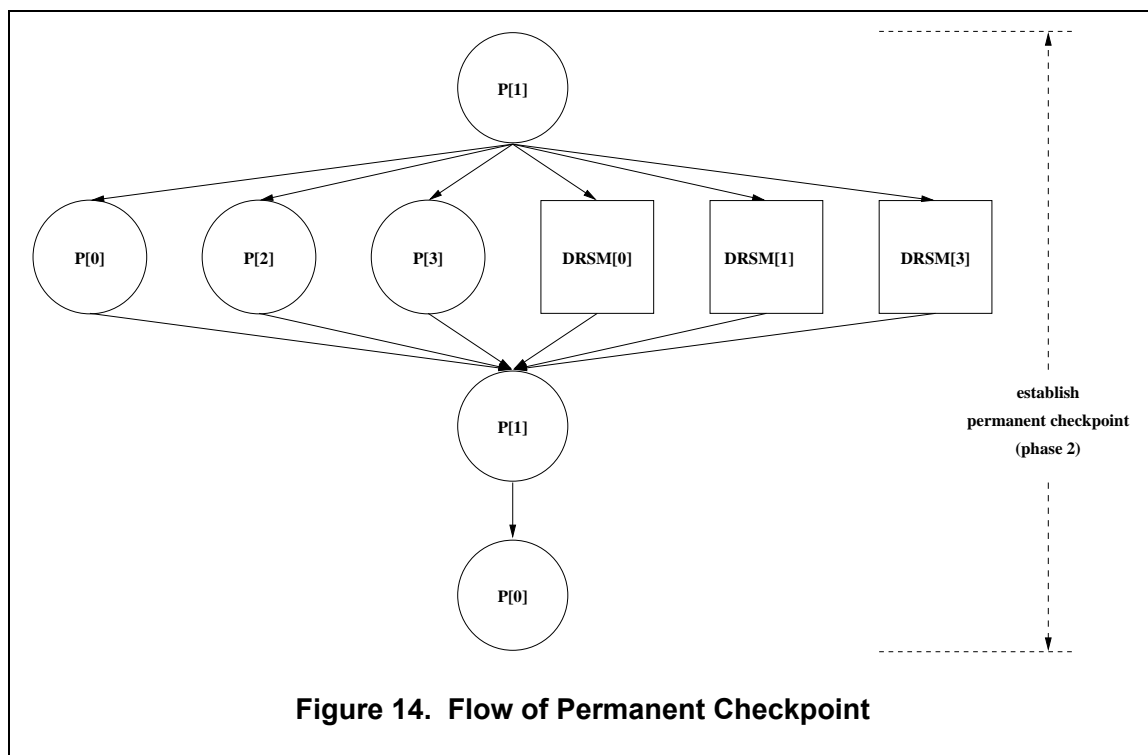 P[1]
P[0]
P[2]
P[3]
DRSM[0]
DRSM[1]
DRSM[3]
P[1]
establish
permanent checkpoint
(phase 2)
P[0]
Figure 14. Flow of Permanent Checkpoint